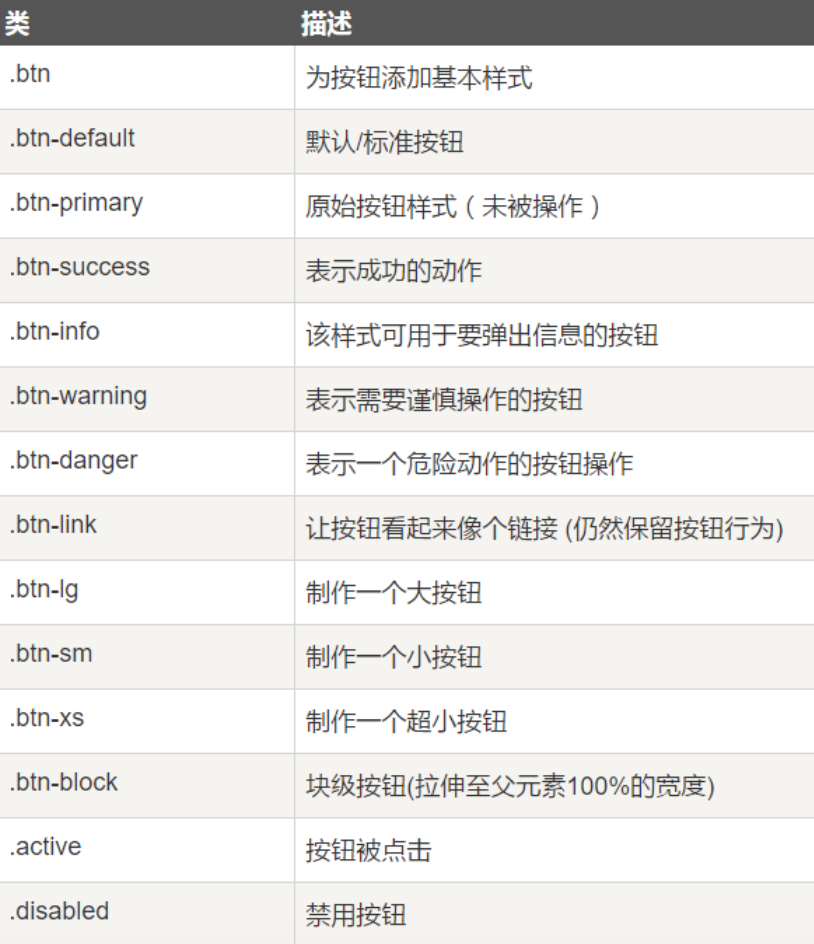 类 描述
.btn 为按钮添加基本样式
.btn-default 默认/标准按钮
.btn-primary 原始按钮样式（未被操作）
.btn-success 表示成功的动作
.btn-info 该样式可用于要弹出信息的按钮
.btn-warning 表示需要谨慎操作的按钮
.btn-danger 表示一个危险动作的按钮操作
.btn-link 让按钮看起来像个链接 (仍然保留按钮行为)
.btn-lg 制作一个大按钮
.btn-sm 制作一个小按钮
.btn-xs 制作一个超小按钮
.btn-block 块级按钮(拉伸至父元素100%的宽度)
.active 按钮被点击
.disabled 禁用按钮